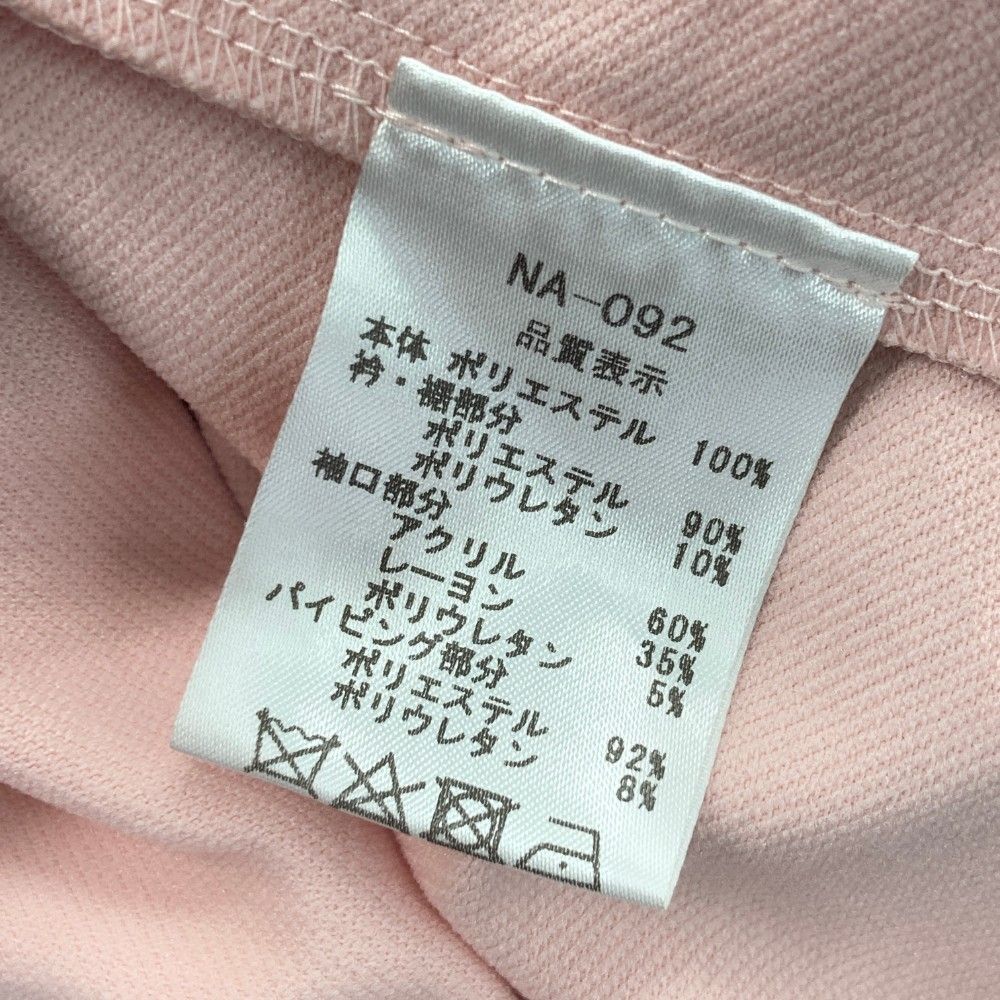 NA-092
品質表示
本体 ポリエステル 100%
衿・裾部分
ポリエステル 90%
ポリウレタン 10%
袖口部分
アクリル 60%
レーヨン 35%
ポリウレタン 5%
パイピング部分
ポリエステル 92%
ポリウレタン 8%